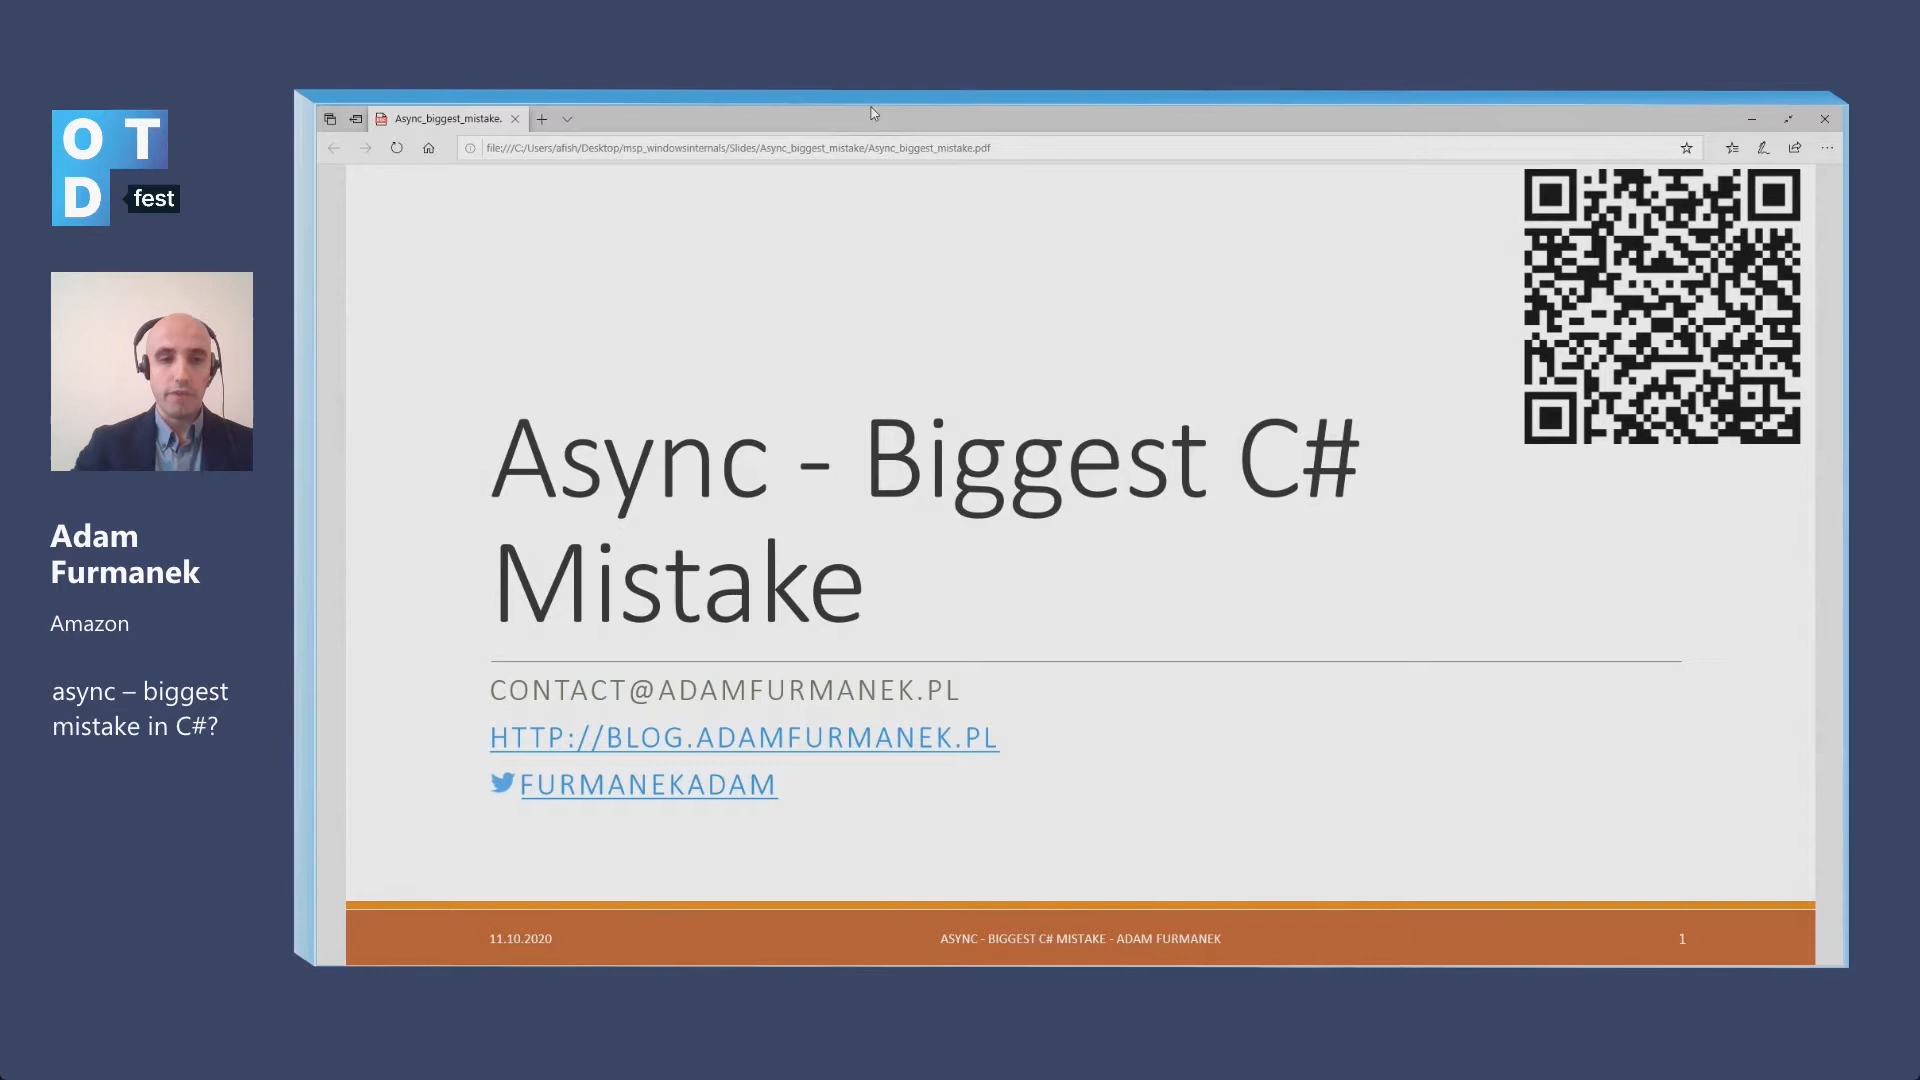 O T
D fest
Adam
Furmanek
Amazon
async – biggest
mistake in C#?
Async_biggest_mistake.
file:///C:/Users/afish/Desktop/msp_windowsinternals/Slides/Async_biggest_mistake/Async_biggest_mistake.pdf
Async - Biggest C#
Mistake
CONTACT@ADAMFURMANEK.PL
HTTP://BLOG.ADAMFURMANEK.PL
FURMANEKADAM
11.10.2020
ASYNC - BIGGEST C# MISTAKE - ADAM FURMANEK
1